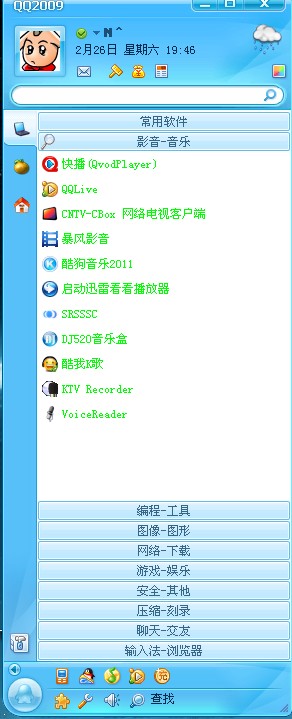 QQ2009
2月26日 星期六 19:46
常用软件
影音-音乐
快播(QvodPlayer)
QQLive
CNTV-CBox 网络电视客户端
暴风影音
酷狗音乐2011
启动迅雷看看播放器
SRSSSC
DJ520音乐盒
酷我K歌
KTV Recorder
VoiceReader
编程-工具
图像-图形
网络-下载
游戏-娱乐
安全-其他
压缩-刻录
聊天-交友
输入法-浏览器
查找